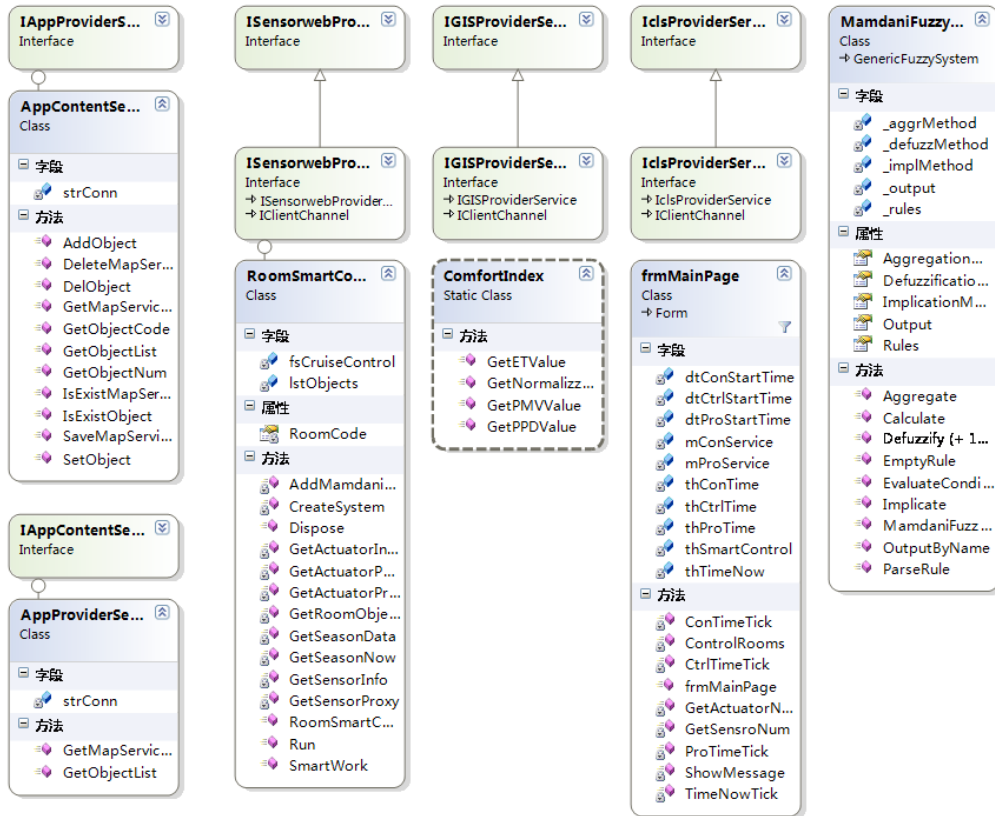 IAppProviderS...
Interface
AppContentSe...
Class
字段
strConn
方法
AddObject
DeleteMapSer...
DelObject
GetMapServic...
GetObjectCode
GetObjectList
GetObjectNum
IsExistMapSer...
IsExistObject
SaveMapServi...
SetObject
IAppContentSe...
Interface
AppProviderSe...
Class
字段
strConn
方法
GetMapServic...
GetObjectList
ISensorwebPro...
Interface
ISensorwebPro...
Interface
→ ISensorwebProvider...
→ IClientChannel
RoomSmartCo...
Class
字段
fsCruiseControl
lstObjects
属性
RoomCode
方法
AddMamdani...
CreateSystem
Dispose
GetActuatorIn...
GetActuatorP...
GetActuatorPr...
GetRoomObje...
GetSeasonData
GetSeasonNow
GetSensorInfo
GetSensorProxy
RoomSmartC...
Run
SmartWork
IGISProviderSe...
Interface
IGISProviderSe...
Interface
→ IGISProviderService
→ IClientChannel
ComfortIndex
Static Class
方法
GetETValue
GetNormalizz...
GetPMVValue
GetPPDValue
IclsProviderSer...
Interface
IclsProviderSer...
Interface
→ IclsProviderService
→ IClientChannel
frmMainPage
Class
→ Form
字段
dtConStartTime
dtCtrlStartTime
dtProStartTime
mConService
mProService
thConTime
thCtrlTime
thProTime
thSmartControl
thTimeNow
方法
ConTimeTick
ControlRooms
CtrlTimeTick
frmMainPage
GetActuatorN...
GetSensroNum
ProTimeTick
ShowMessage
TimeNowTick
MamdaniFuzzy...
Class
→ GenericFuzzySystem
字段
_aggrMethod
_defuzzMethod
_implMethod
_output
_rules
属性
Aggregation...
Defuzzificatio...
ImplicationM...
Output
Rules
方法
Aggregate
Calculate
Defuzzify (+ 1...
EmptyRule
EvaluateCondi...
Implicate
MamdaniFuzz...
OutputByName
ParseRule